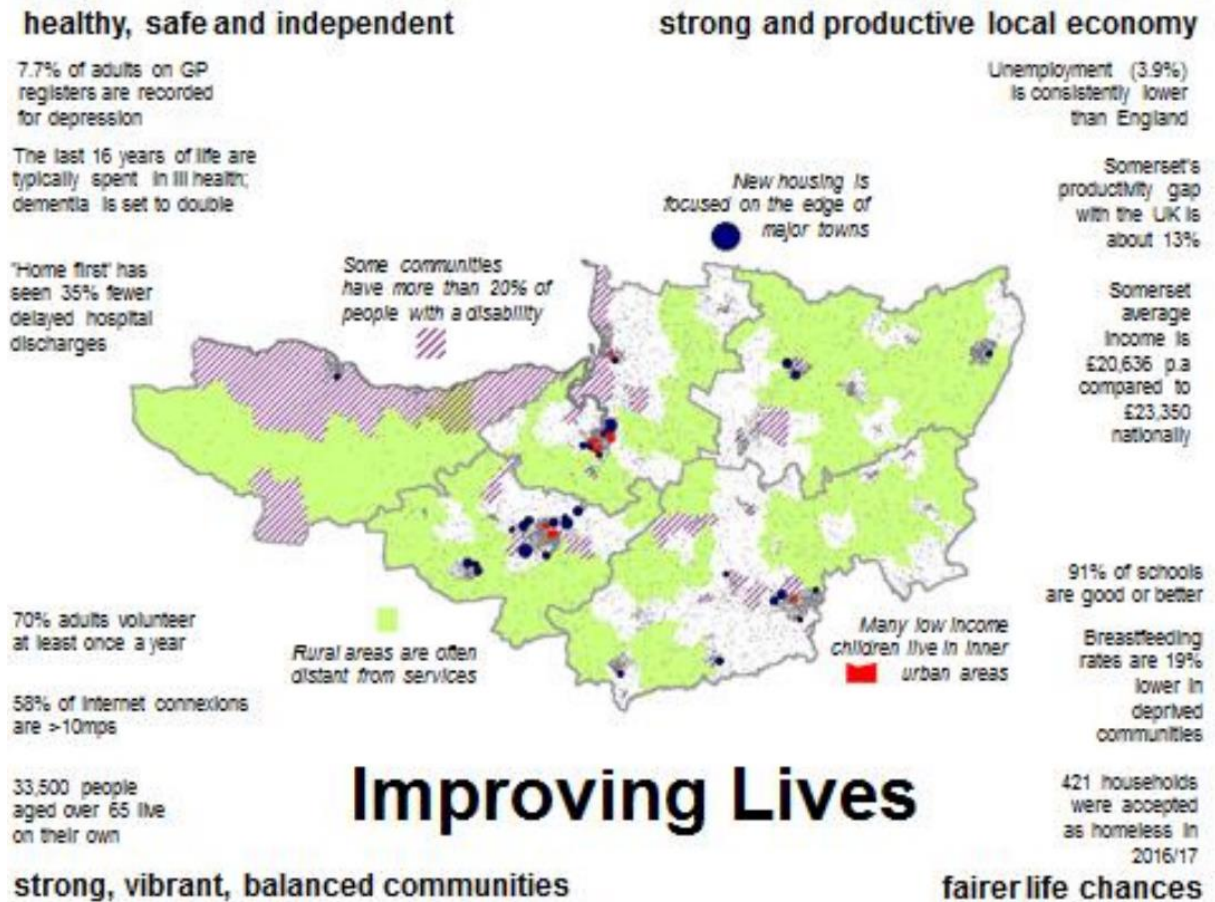 healthy, safe and independent
strong and productive local economy
7.7% of adults on GP
registers are recorded
for depression
The last 16 years of life are
typically spent in ill health;
dementia is set to double
'Home first' has
seen 35% fewer
delayed hospital
discharges
Some communities
have more than 20% of
people with a disability
New housing is
focused on the edge of
major towns
Unemployment (3.9%)
is consistently lower
than England
Somerset's
productivity gap
with the UK is
about 13%
Somerset
average
income is
£20,636 p.a
compared to
£23,350
nationally
70% adults volunteer
at least once a year
58% of internet connexions
are >10mps
33,500 people
aged over 65 live
on their own
Rural areas are often
distant from services
Many low income
children live in inner
urban areas
91% of schools
are good or better
Breastfeeding
rates are 19%
lower in
deprived
communities
421 households
were accepted
as homeless in
2016/17
Improving Lives
strong, vibrant, balanced communities
fairer life chances